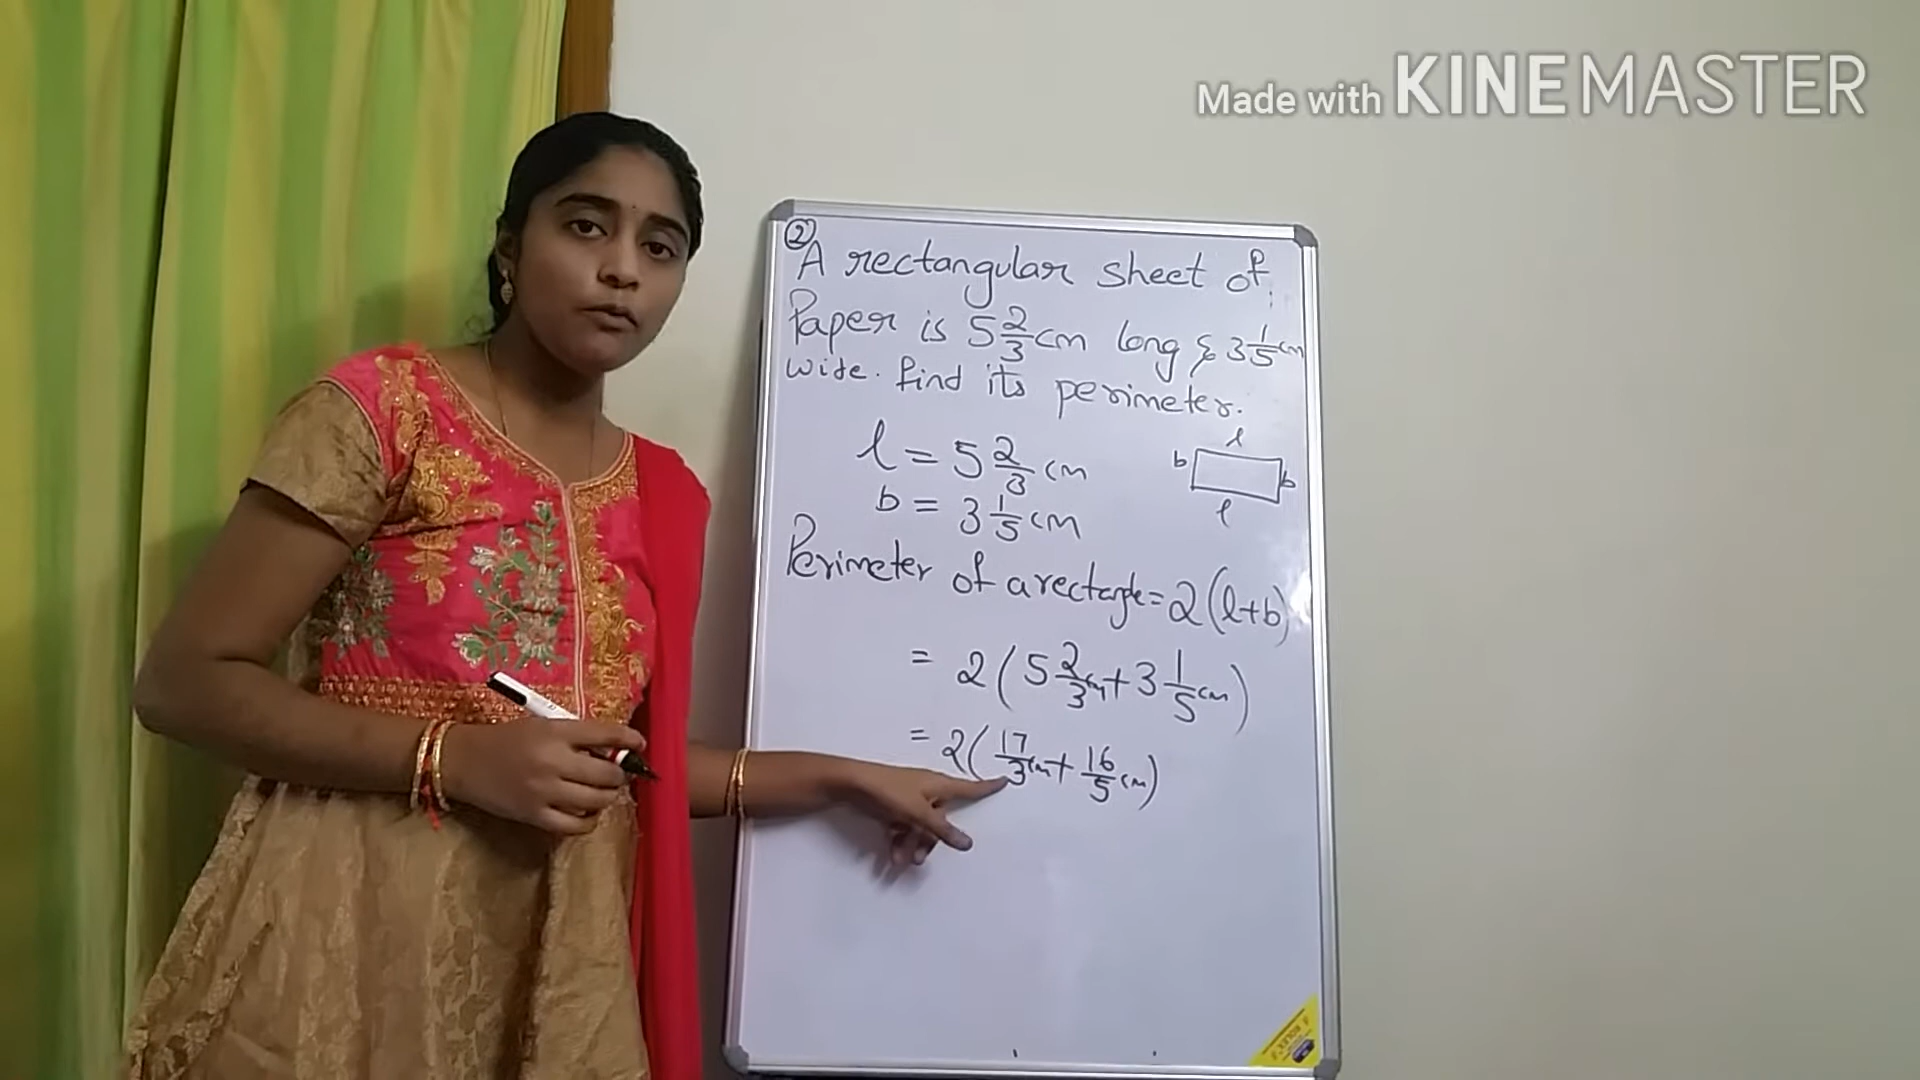 Made with KINEMASTER
② A rectangular sheet of
Paper is 5 2/3 cm long & 3 1/5 cm
wide. find its perimeter.
l = 5 2/3 cm
b = 3 1/5 cm
l
b
b
l
Perimeter of a rectangle = 2(l+b)
= 2(5 2/3 cm + 3 1/5 cm)
= 2(17/3 cm + 16/5 cm)